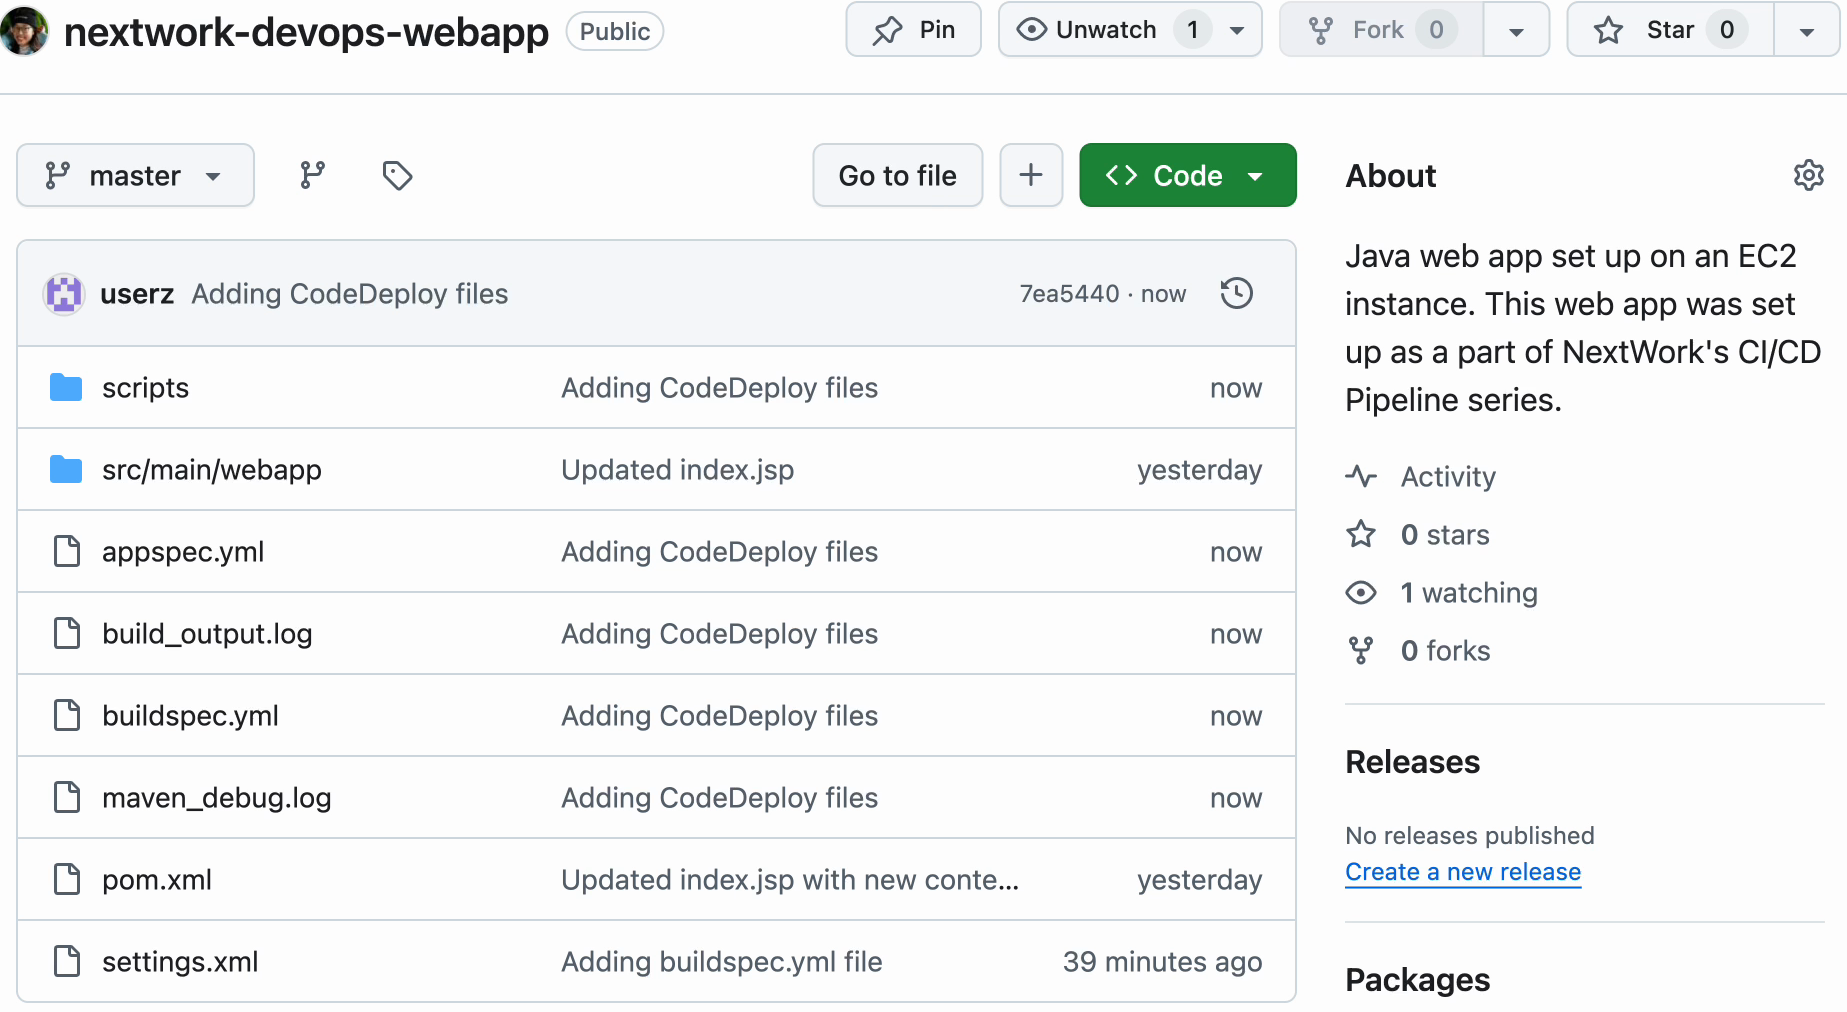 nextwork-devops-webapp Public Pin Unwatch 1 Fork 0 Star 0
master Go to file Code
userz Adding CodeDeploy files 7ea5440 · now
scripts Adding CodeDeploy files now
src/main/webapp Updated index.jsp yesterday
appspec.yml Adding CodeDeploy files now
build_output.log Adding CodeDeploy files now
buildspec.yml Adding CodeDeploy files now
maven_debug.log Adding CodeDeploy files now
pom.xml Updated index.jsp with new conte... yesterday
settings.xml Adding buildspec.yml file 39 minutes ago
About
Java web app set up on an EC2
instance. This web app was set
up as a part of NextWork's CI/CD
Pipeline series.
Activity
0 stars
1 watching
0 forks
Releases
No releases published
Create a new release
Packages